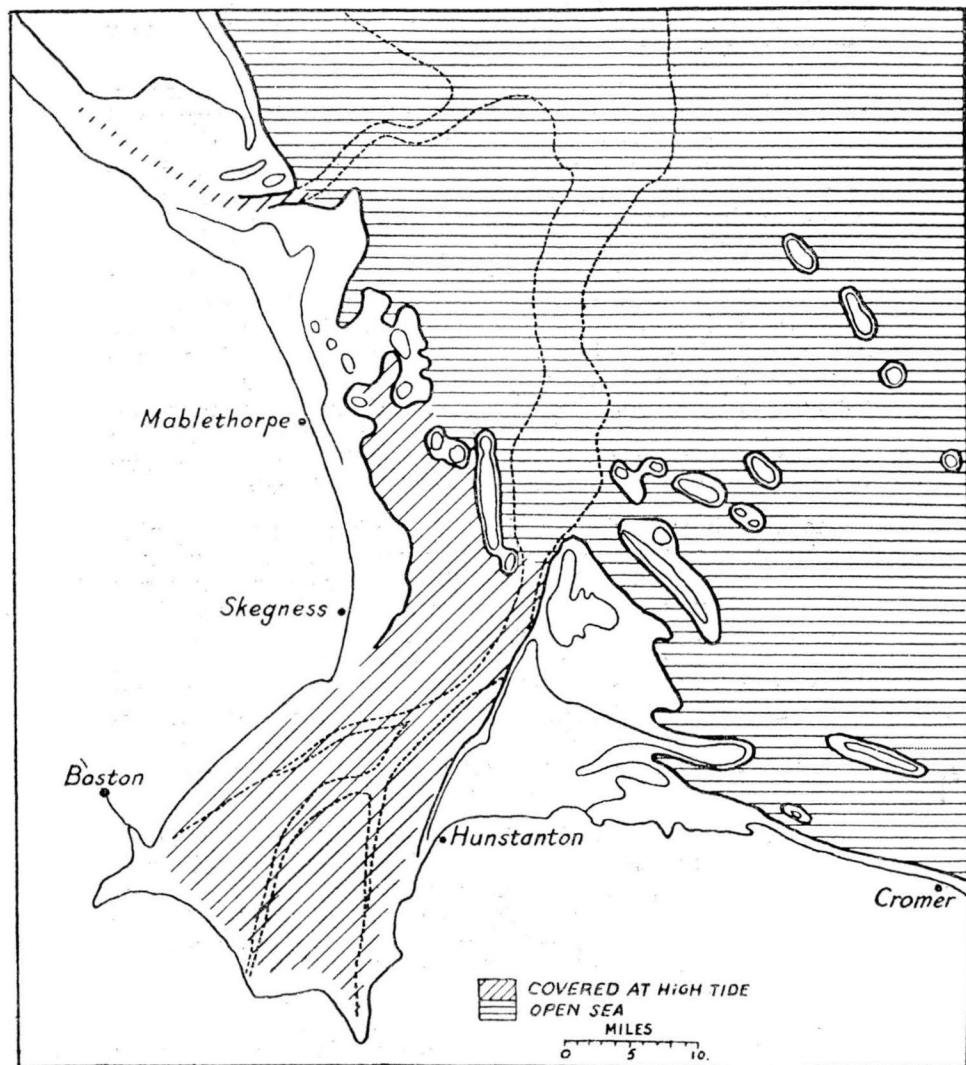 Mablethorpe
Skegness
Boston
Hunstanton
Cromer
COVERED AT HIGH TIDE
OPEN SEA
MILES
0 5 10.